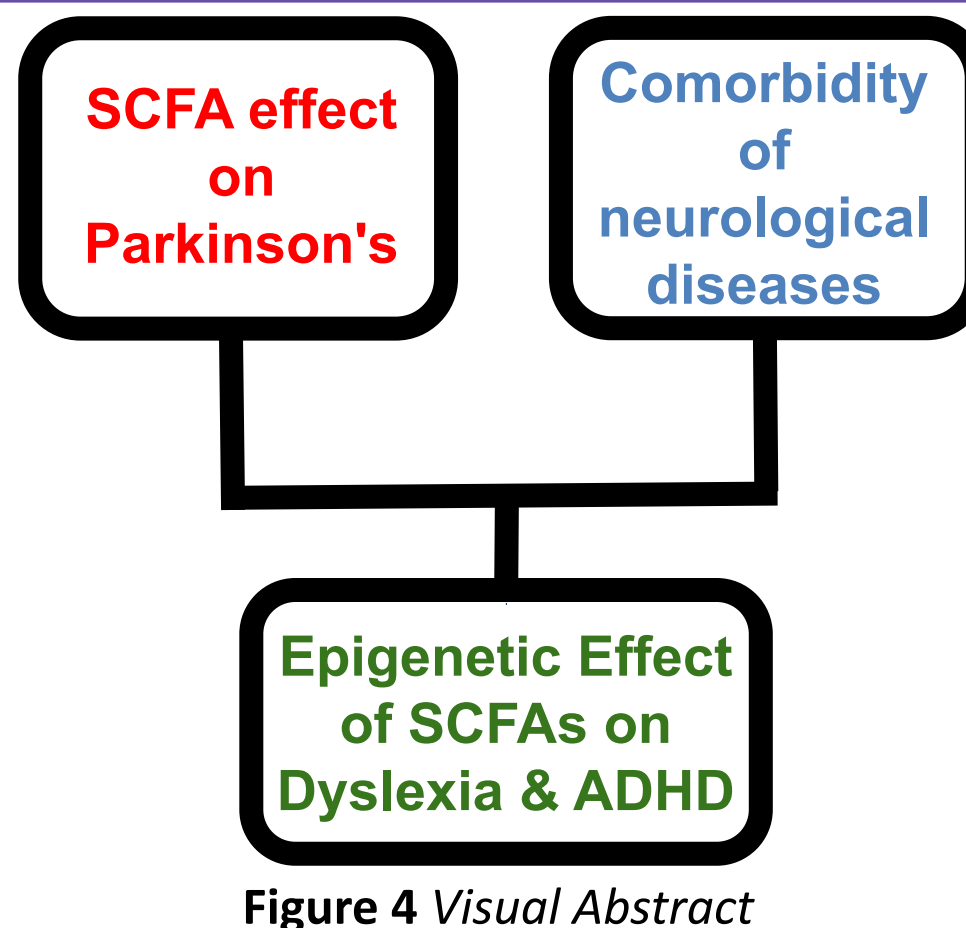 SCFA effect
on
Parkinson's
Comorbidity
of
neurological
diseases
Epigenetic Effect
of SCFAs on
Dyslexia & ADHD
Figure 4 Visual Abstract